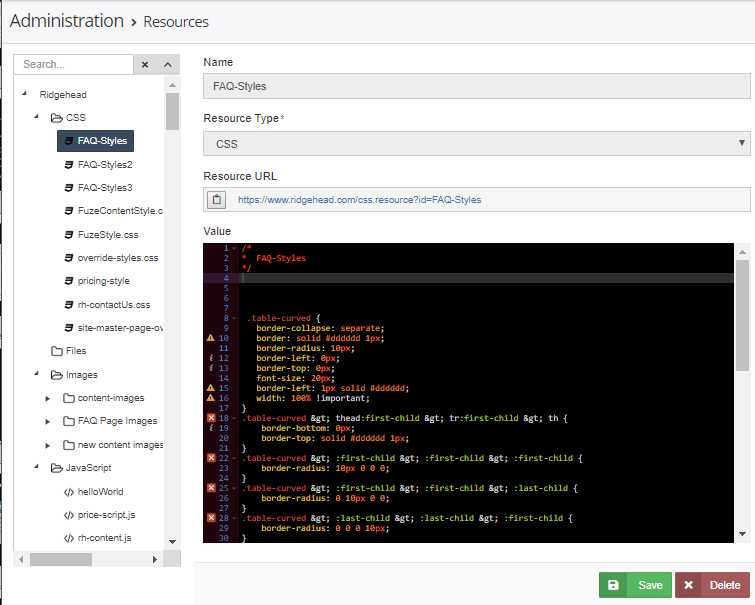 Administration › Resources
Search...
Ridgehead
CSS
FAQ-Styles
FAQ-Styles2
FAQ-Styles3
FuzeContentStyle.c
FuzeStyle.css
override-styles.css
pricing-style
rh-contactUs.css
site-master-page-ov
Files
Images
content-images
FAQ Page Images
new content images
JavaScript
helloWorld
price-script.js
rh-content.js
Name
FAQ-Styles
Resource Type*
CSS
Resource URL
https://www.ridgehead.com/css.resource?id=FAQ-Styles
Value
1 /*
2 * FAQ-Styles
3 */
4
5
6
7
8 .table-curved {
9 border-collapse: separate;
10 border: solid #dddddd 1px;
11 border-radius: 10px;
12 border-left: 0px;
13 border-top: 0px;
14 font-size: 20px;
15 border-left: 1px solid #dddddd;
16 width: 100% !important;
17 }
18 .table-curved &gt; thead:first-child &gt; tr:first-child &gt; th {
19 border-bottom: 0px;
20 border-top: solid #dddddd 1px;
21 }
22 .table-curved &gt; :first-child &gt; :first-child &gt; :first-child {
23 border-radius: 10px 0 0 0;
24 }
25 .table-curved &gt; :first-child &gt; :first-child &gt; :last-child {
26 border-radius: 0 10px 0 0;
27 }
28 .table-curved &gt; :last-child &gt; :last-child &gt; :first-child {
29 border-radius: 0 0 0 10px;
30 }
Save
Delete